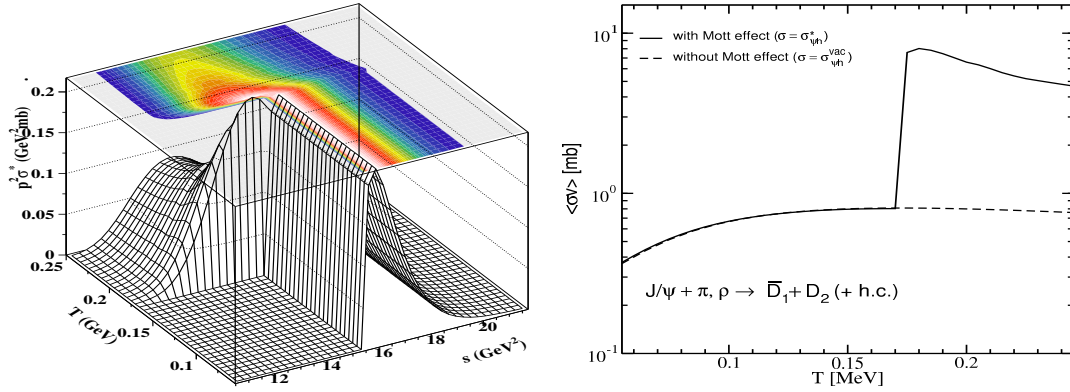 0.2
0.15
0.1
0.05
0
p²σ* (GeV²mb)
0.25
0.2
0.15
0.1
T (GeV)
12
14
16
18
20
s (GeV²)
10¹
10⁰
10⁻¹
<σv> [mb]
with Mott effect (σ = σ*ψh)
without Mott effect (σ = σψh^vac)
J/ψ + π, ρ → D̅₁ + D₂ (+ h.c.)
0.1
0.15
0.2
T [MeV]